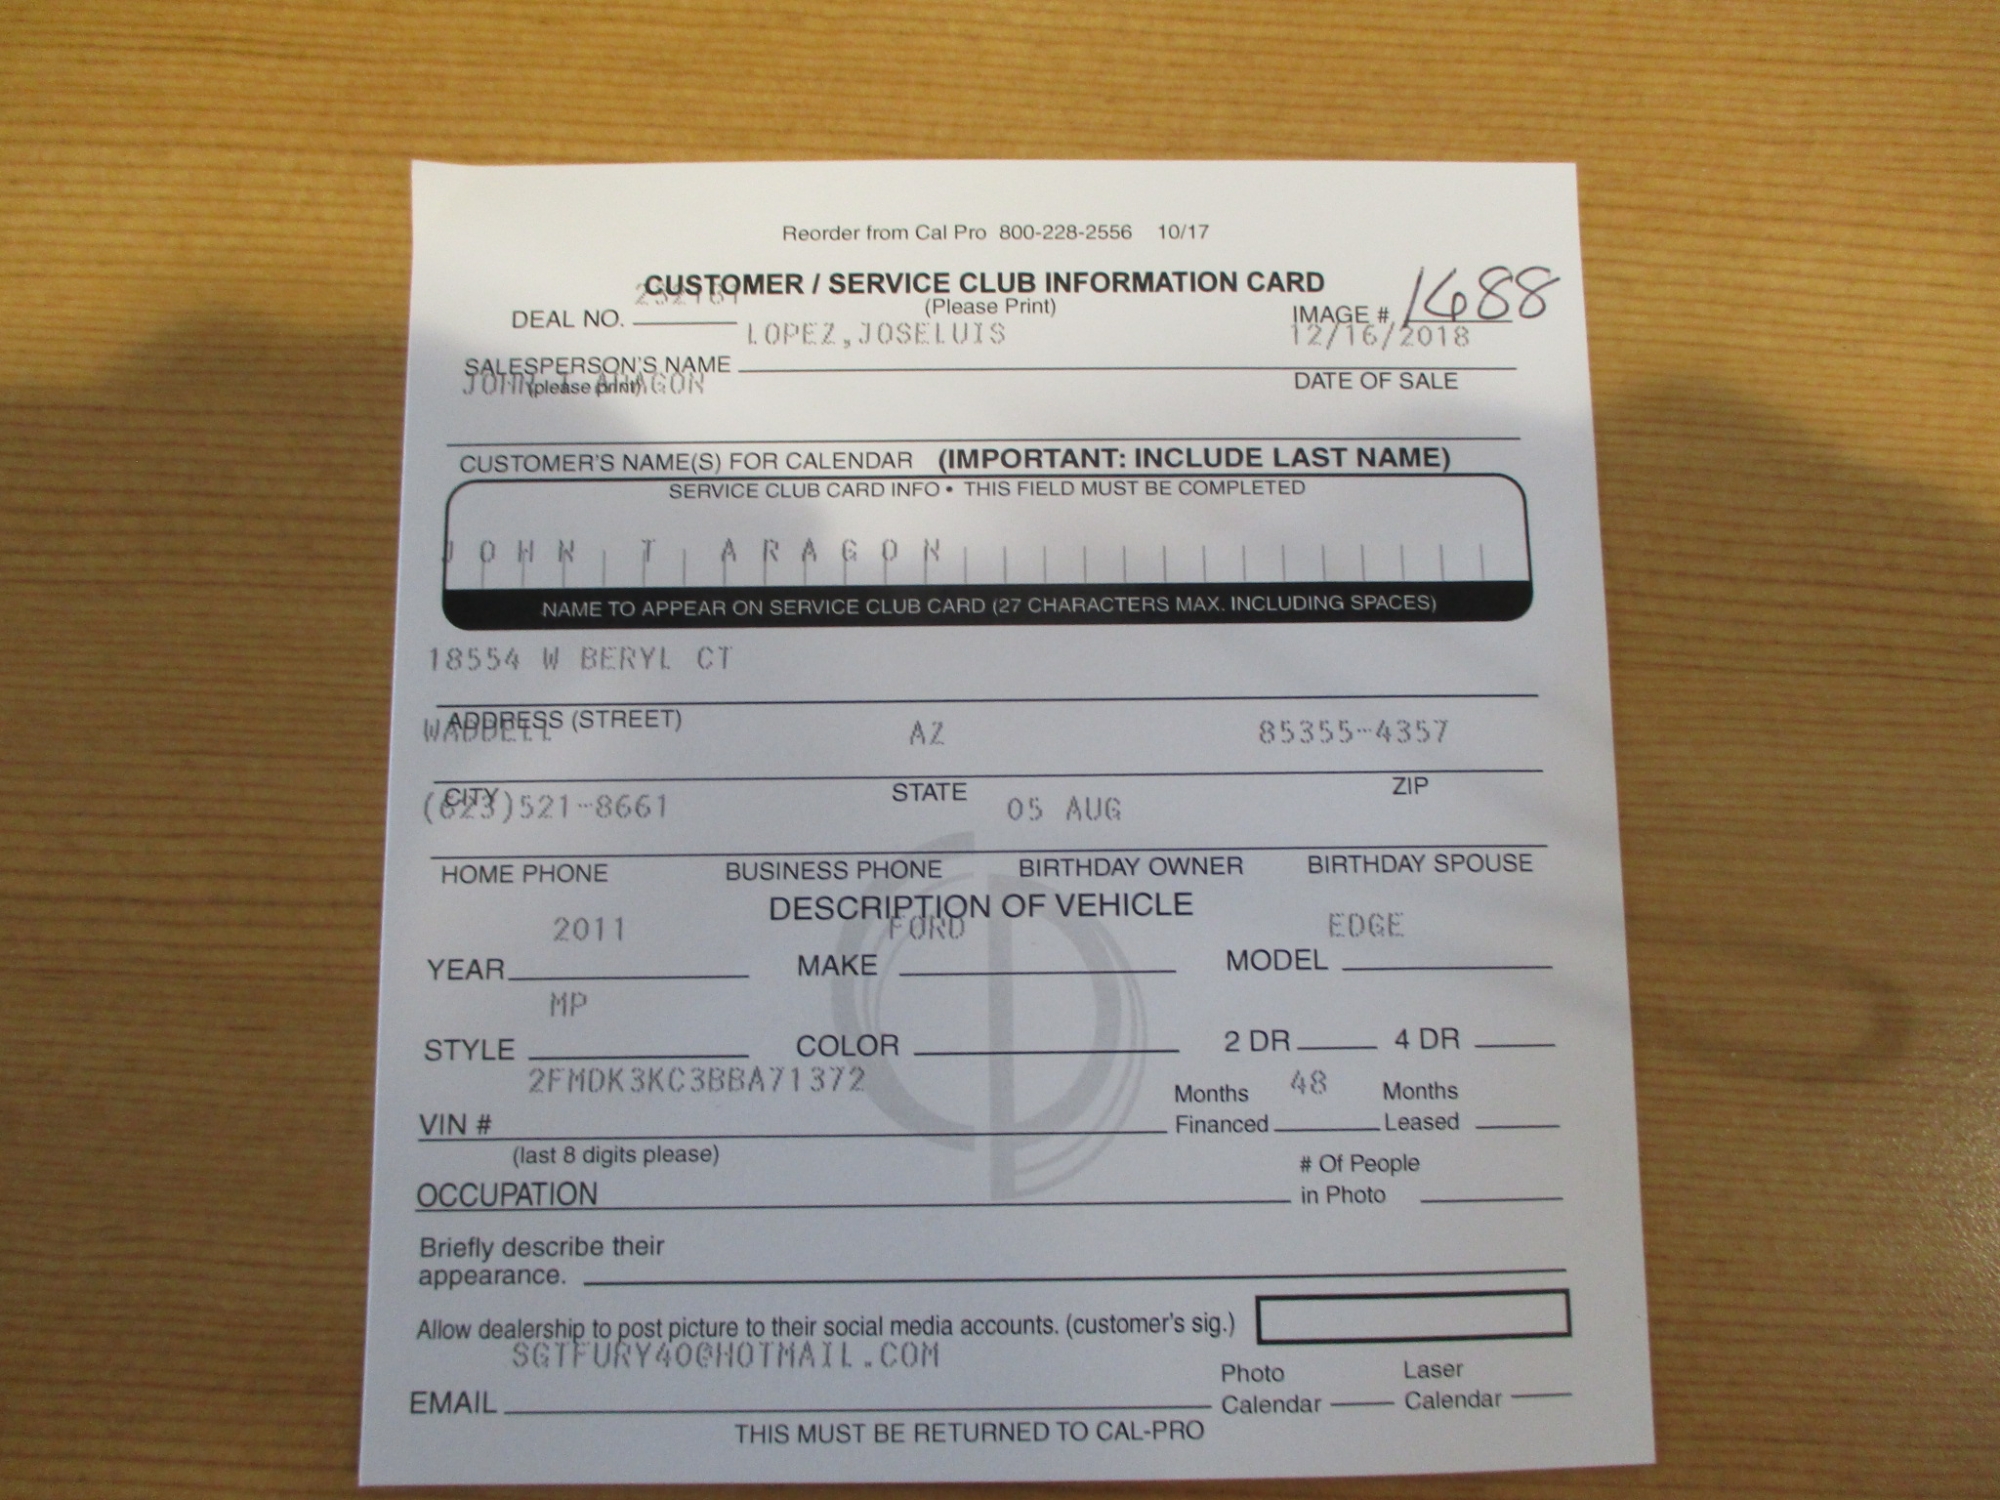 Reorder from Cal Pro 800-228-2556 10/17
CUSTOMER / SERVICE CLUB INFORMATION CARD
(Please Print)
DEAL NO.
IMAGE # 1688
LOPEZ,JOSELUIS 12/16/2018
SALESPERSON'S NAME
(please print)
DATE OF SALE
JOHN T ARAGON
CUSTOMER'S NAME(S) FOR CALENDAR (IMPORTANT: INCLUDE LAST NAME)
SERVICE CLUB CARD INFO • THIS FIELD MUST BE COMPLETED
JOHN T ARAGON
NAME TO APPEAR ON SERVICE CLUB CARD (27 CHARACTERS MAX. INCLUDING SPACES)
18554 W BERYL CT
ADDRESS (STREET)
WADDELL AZ 85355-4357
CITY STATE ZIP
(623)521-8661 05 AUG
HOME PHONE BUSINESS PHONE BIRTHDAY OWNER BIRTHDAY SPOUSE
DESCRIPTION OF VEHICLE
2011 FORD EDGE
YEAR MAKE MODEL
MP
STYLE COLOR 2 DR 4 DR
2FMDK3KC3BBA71372
VIN #
Months Financed 48 Months Leased
(last 8 digits please)
OCCUPATION # Of People in Photo
Briefly describe their
appearance.
Allow dealership to post picture to their social media accounts. (customer's sig.)
SGTFURY40@HOTMAIL.COM
EMAIL Photo Calendar Laser Calendar
THIS MUST BE RETURNED TO CAL-PRO